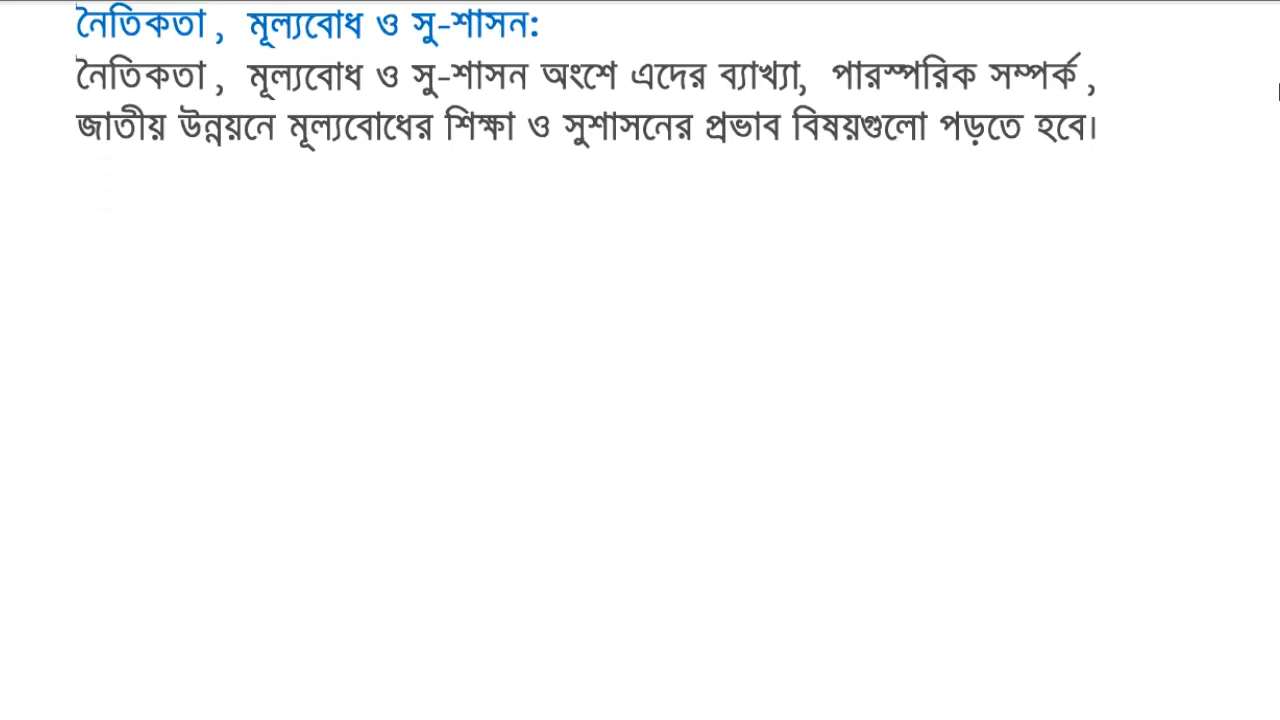 নৈতিকতা , মূল্যবোধ ও সু-শাসন:
নৈতিকতা , মূল্যবোধ ও সু-শাসন অংশে এদের ব্যাখ্যা, পারস্পরিক সম্পর্ক ,
জাতীয় উন্নয়নে মূল্যবোধের শিক্ষা ও সুশাসনের প্রভাব বিষয়গুলো পড়তে হবে।